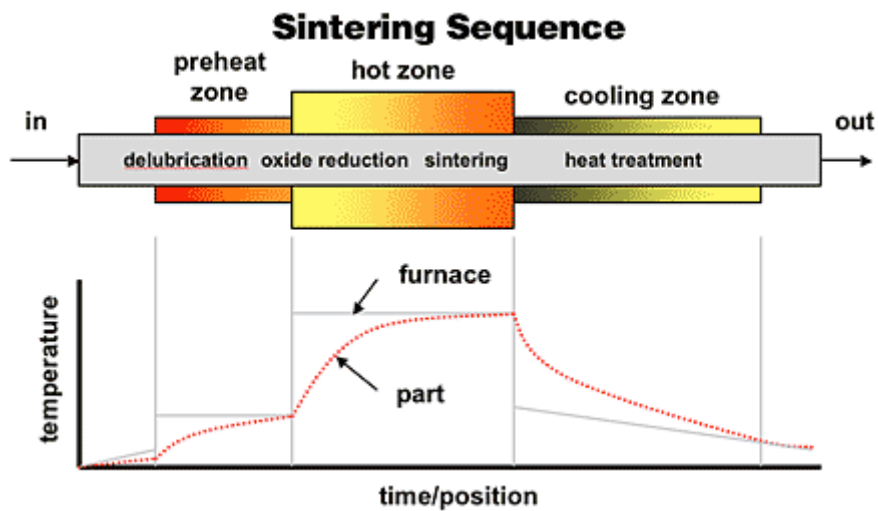 Sintering Sequence
preheat
zone
hot zone
cooling zone
in
out
delubrication oxide reduction sintering heat treatment
furnace
part
temperature
time/position